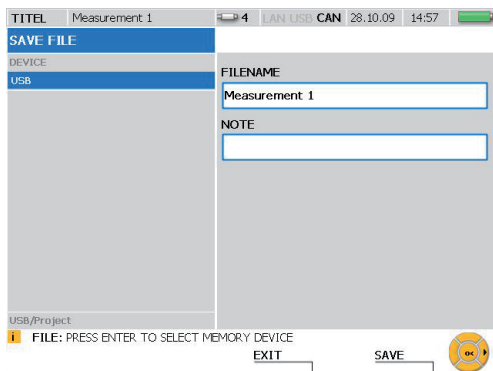 TITEL Measurement 1 4 LAN USB CAN 28.10.09 14:57
SAVE FILE
DEVICE
USB
FILENAME
Measurement 1
NOTE
USB/Project
i FILE: PRESS ENTER TO SELECT MEMORY DEVICE
EXIT SAVE OK